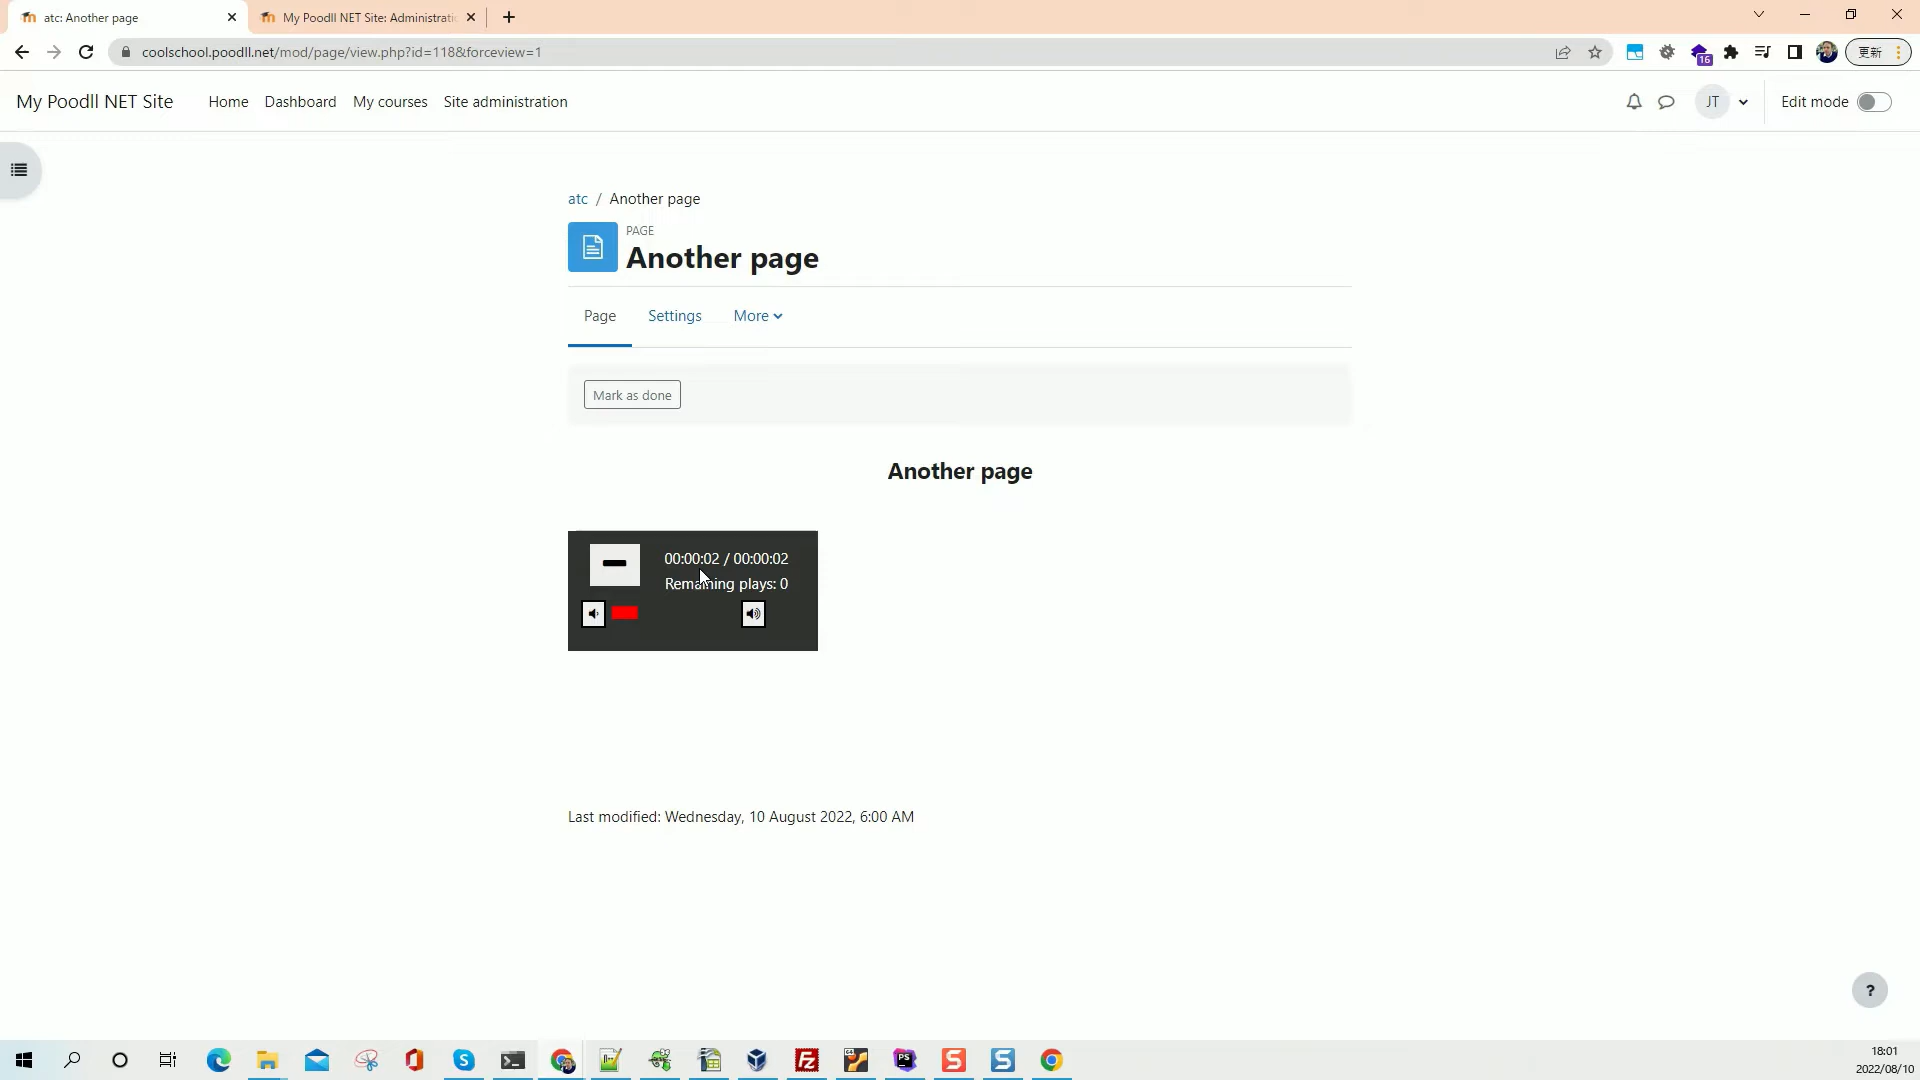 atc: Another page
My Poodll NET Site: Administrati
coolschool.poodll.net/mod/page/view.php?id=118&forceview=1
16
更新
My Poodll NET Site
Home
Dashboard
My courses
Site administration
JT
Edit mode
atc / Another page
PAGE
Another page
Page
Settings
More
Mark as done
Another page
00:00:02 / 00:00:02
Remaining plays: 0
Last modified: Wednesday, 10 August 2022, 6:00 AM
?
18:01
2022/08/10